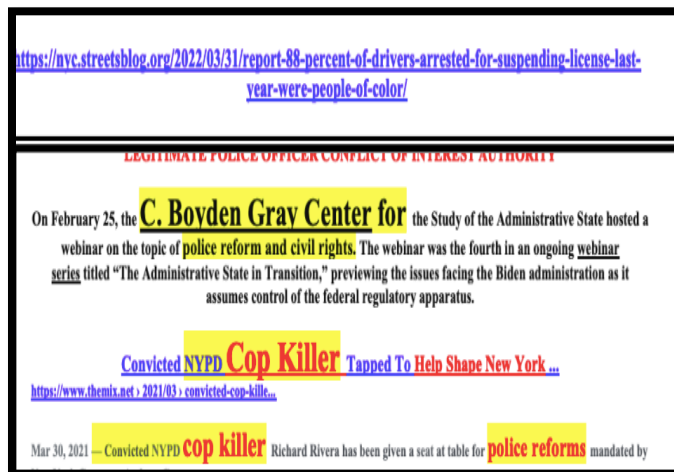 https://nyc.streetsblog.org/2022/03/31/report-88-percent-of-drivers-arrested-for-suspending-license-last-
year-were-people-of-color/
LEGITIMATE POLICE OFFICER CONFLICT OF INTEREST AUTHORITY
On February 25, the C. Boyden Gray Center for the Study of the Administrative State hosted a
webinar on the topic of police reform and civil rights. The webinar was the fourth in an ongoing webinar
series titled “The Administrative State in Transition,” previewing the issues facing the Biden administration as it
assumes control of the federal regulatory apparatus.
Convicted NYPD Cop Killer Tapped To Help Shape New York ...
https://www.themix.net › 2021/03 › convicted-cop-kille...
Mar 30, 2021 — Convicted NYPD cop killer Richard Rivera has been given a seat at table for police reforms mandated by